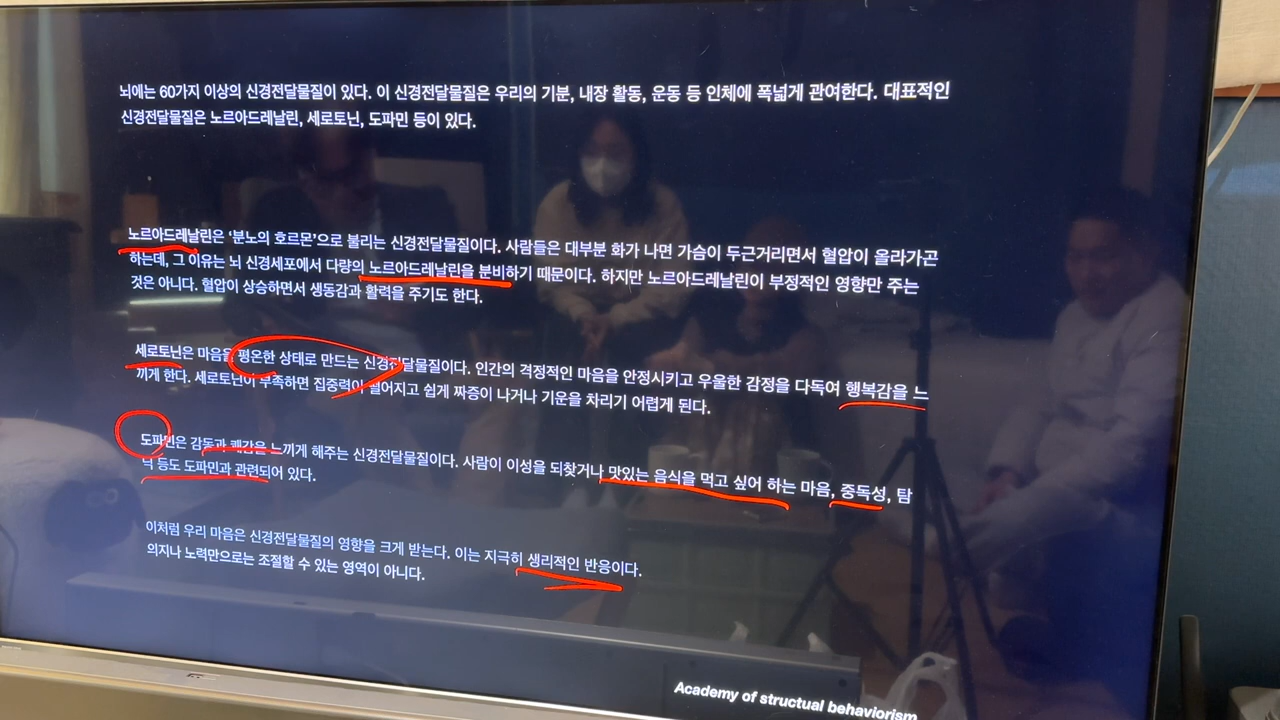 뇌에는 60가지 이상의 신경전달물질이 있다. 이 신경전달물질은 우리의 기분, 내장 활동, 운동 등 인체에 폭넓게 관여한다. 대표적인
신경전달물질은 노르아드레날린, 세로토닌, 도파민 등이 있다.
노르아드레날린은 ‘분노의 호르몬’으로 불리는 신경전달물질이다. 사람들은 대부분 화가 나면 가슴이 두근거리면서 혈압이 올라가곤
하는데, 그 이유는 뇌 신경세포에서 다량의 노르아드레날린을 분비하기 때문이다. 하지만 노르아드레날린이 부정적인 영향만 주는
것은 아니다. 혈압이 상승하면서 생동감과 활력을 주기도 한다.
세로토닌은 마음을 평온한 상태로 만드는 신경전달물질이다. 인간의 격정적인 마음을 안정시키고 우울한 감정을 다독여 행복감을 느
끼게 한다. 세로토닌이 부족하면 집중력이 떨어지고 쉽게 짜증이 나거나 기운을 차리기 어렵게 된다.
도파민은 감동과 쾌감을 느끼게 해주는 신경전달물질이다. 사람이 이성을 되찾거나 맛있는 음식을 먹고 싶어 하는 마음, 중독성, 탐
닉 등도 도파민과 관련되어 있다.
이처럼 우리 마음은 신경전달물질의 영향을 크게 받는다. 이는 지극히 생리적인 반응이다.
의지나 노력만으로는 조절할 수 있는 영역이 아니다.
Academy of structual behaviorism